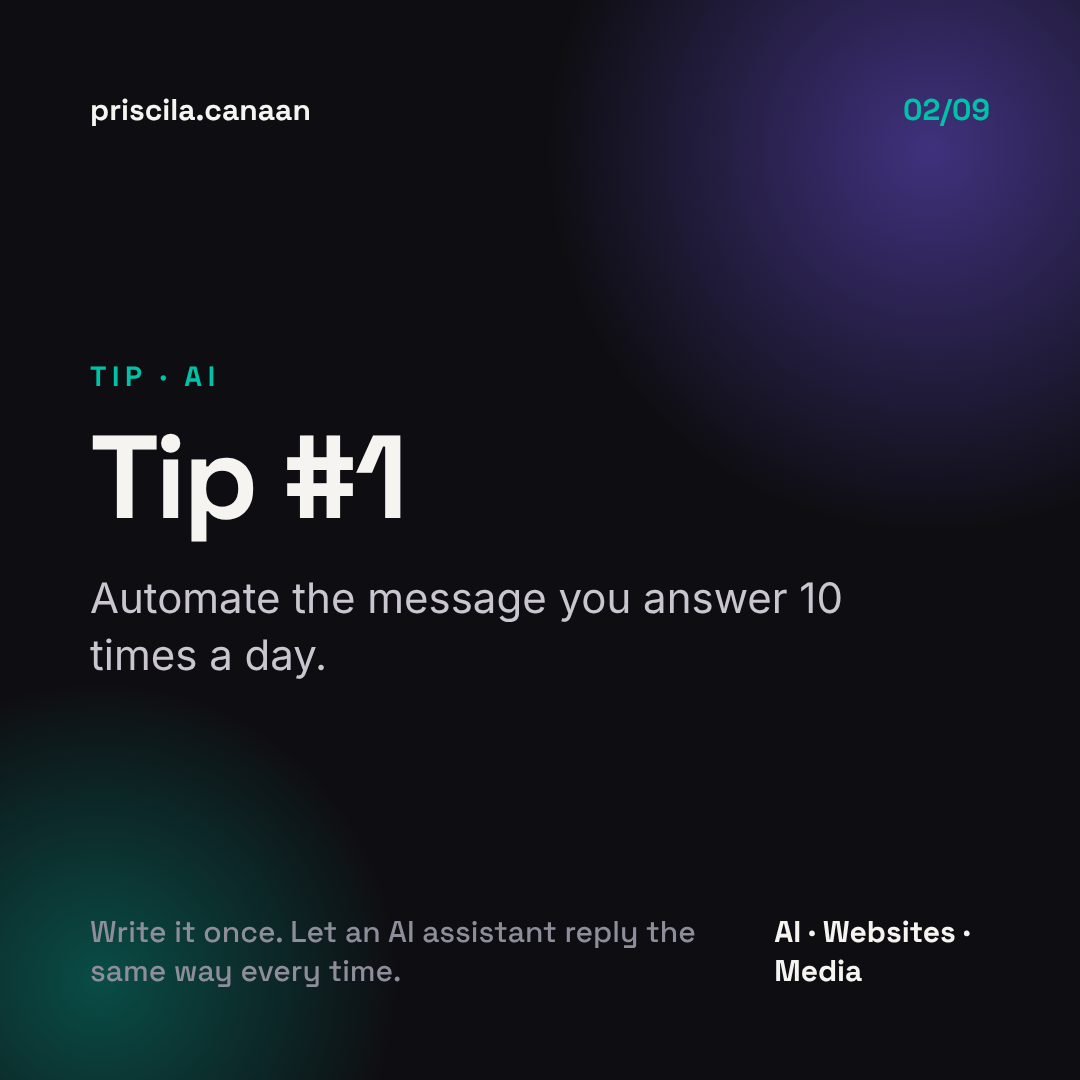 priscila.canaan
02/09
TIP · AI
Tip #1
Automate the message you answer 10
times a day.
Write it once. Let an AI assistant reply the
same way every time.
AI · Websites ·
Media